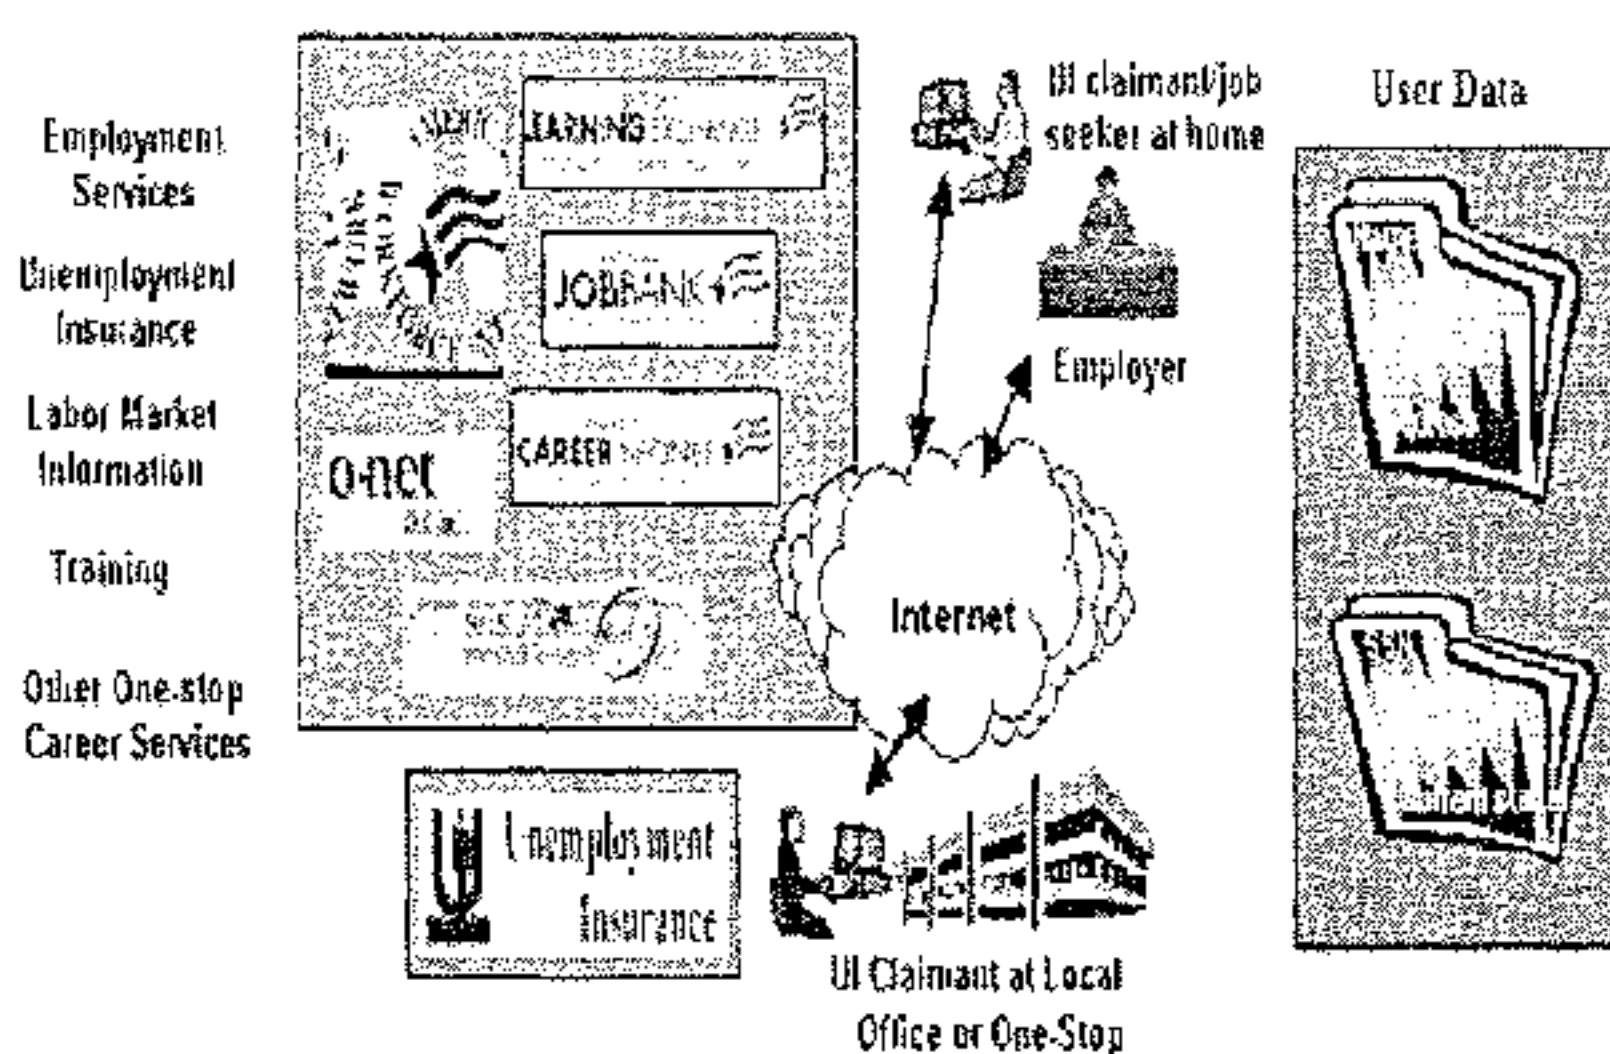 Employment
Services
Unemployment
Insurance
Labor Market
Information
Training
Other One-stop
Career Services
LEARNING
JOBBANK
CAREER
o·net
Unemployment
Insurance
UI claimant/job
seeker at home
Employer
Internet
UI Claimant at Local
Office or One-Stop
User Data